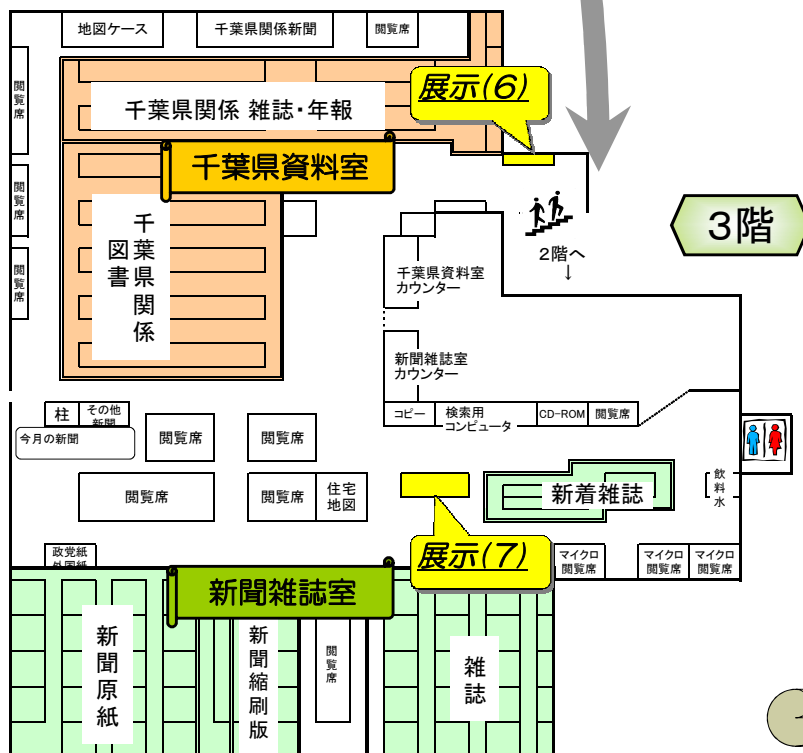 地図ケース
千葉県関係新聞
閲覧席
閲覧席
千葉県関係 雑誌・年報
展示(6)
千葉県資料室
閲覧席
閲覧席
千葉県関係
図書
3階
2階へ
↓
千葉県資料室
カウンター
新聞雑誌室
カウンター
コピー
検索用
コンピュータ
CD-ROM
閲覧席
柱
その他
新聞
今月の新聞
閲覧席
閲覧席
閲覧席
閲覧席
住宅
地図
新着雑誌
飲料水
展示(7)
政党紙
外国紙
マイクロ
閲覧席
マイクロ
閲覧席
マイクロ
閲覧席
新聞雑誌室
新聞原紙
新聞縮刷版
閲覧席
雑誌